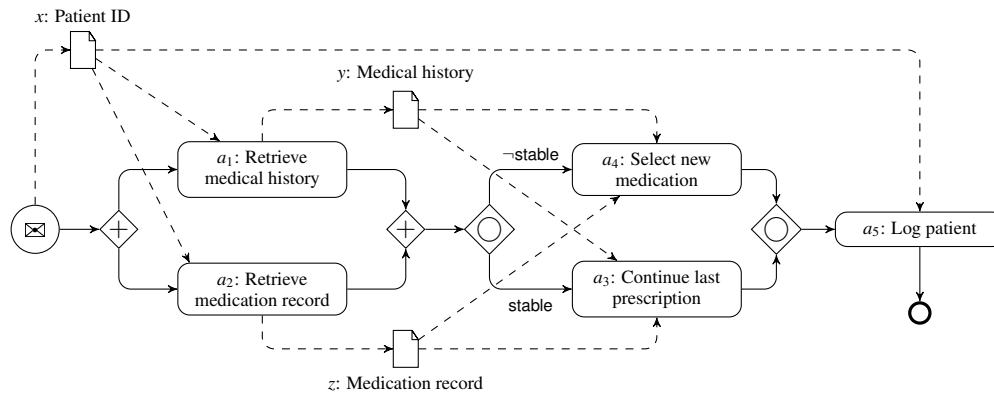 x: Patient ID
y: Medical history
a₁: Retrieve
medical history
¬stable
a₄: Select new
medication
a₅: Log patient
a₂: Retrieve
medication record
a₃: Continue last
prescription
stable
z: Medication record